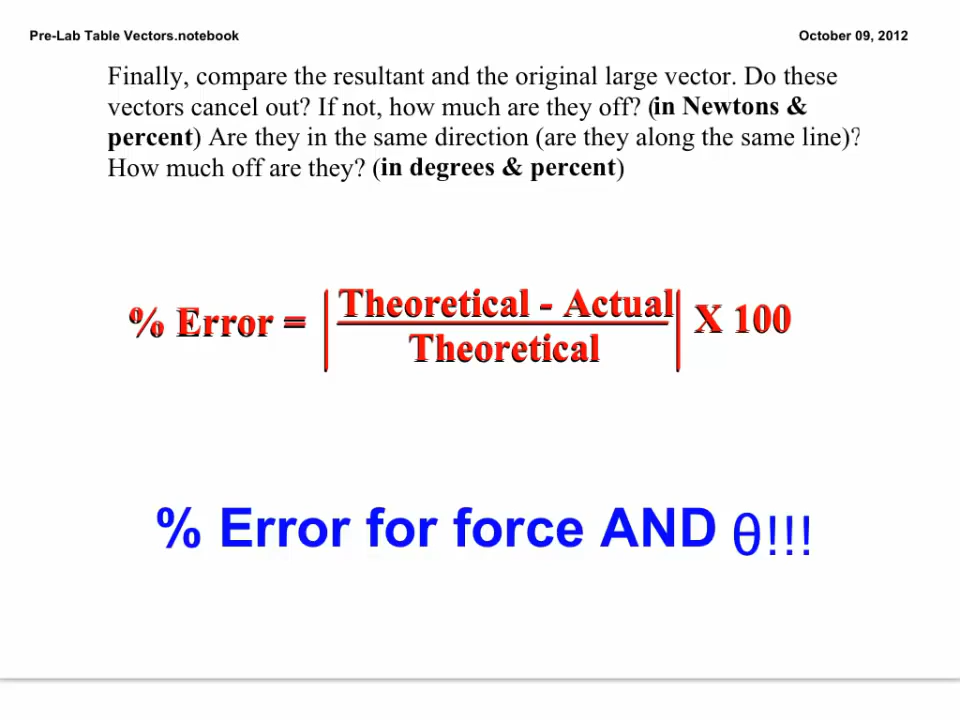 Pre-Lab Table Vectors.notebook
October 09, 2012
Finally, compare the resultant and the original large vector. Do these
vectors cancel out? If not, how much are they off? (in Newtons &
percent) Are they in the same direction (are they along the same line)?
How much off are they? (in degrees & percent)
% Error = | Theoretical - Actual
Theoretical | X 100
% Error for force AND θ!!!